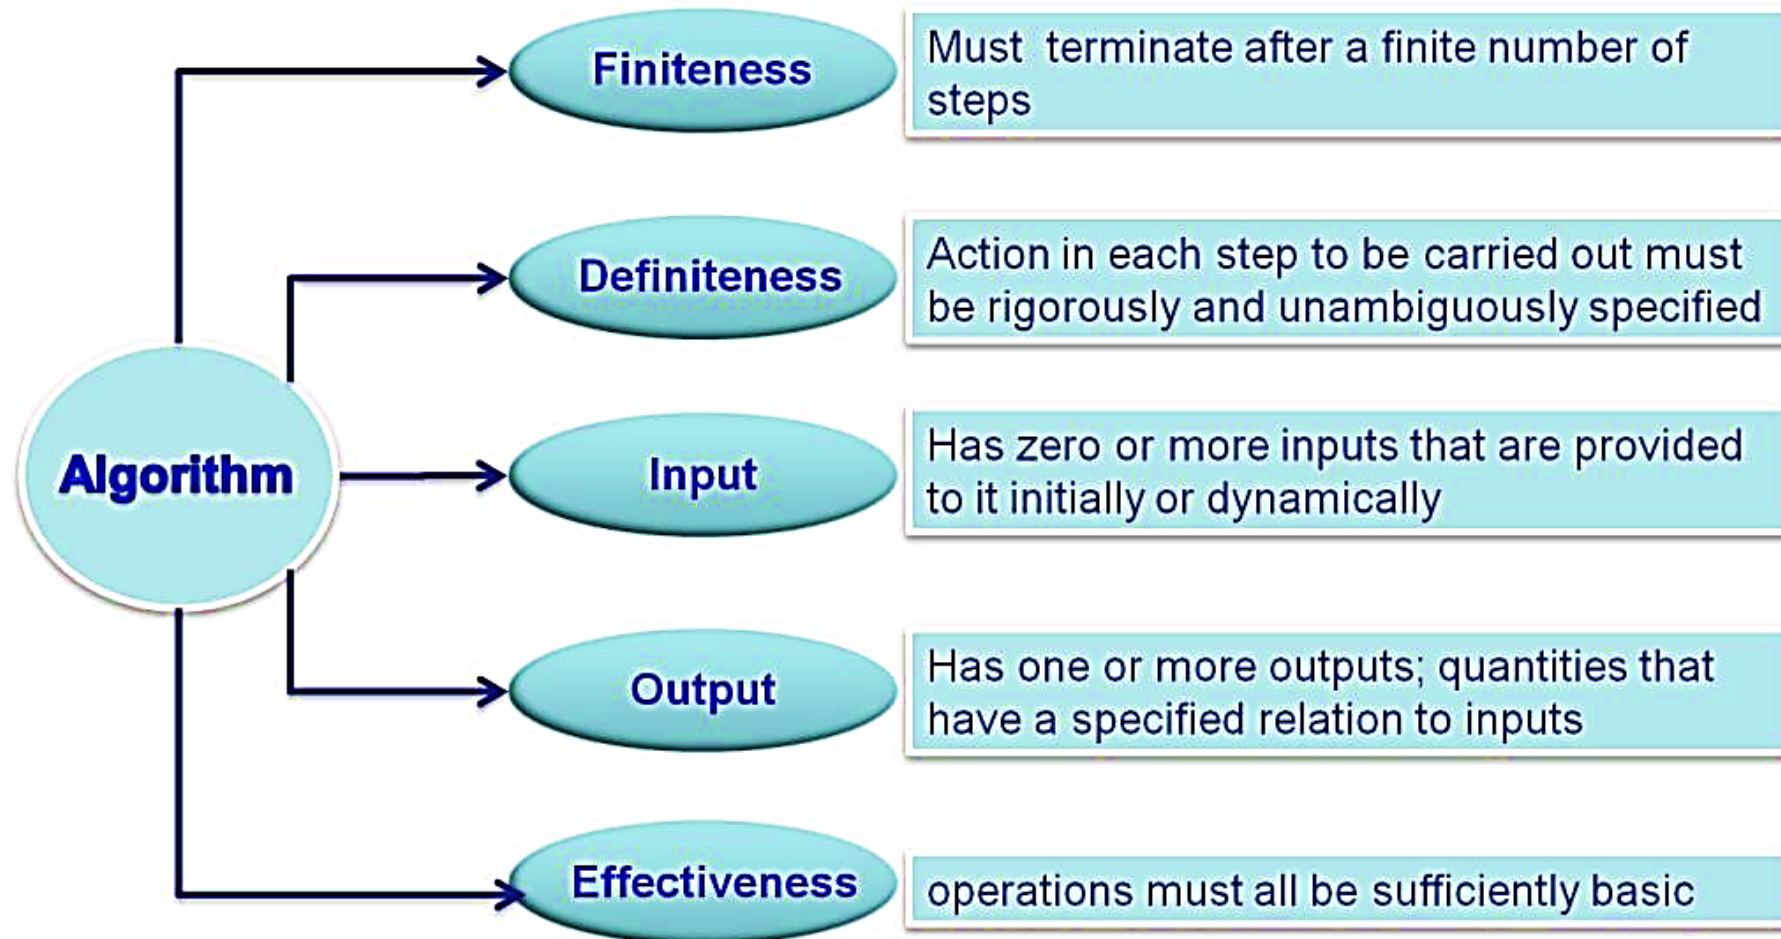 Finiteness
Must terminate after a finite number of
steps
Definiteness
Action in each step to be carried out must
be rigorously and unambiguously specified
Algorithm
Input
Has zero or more inputs that are provided
to it initially or dynamically
Output
Has one or more outputs; quantities that
have a specified relation to inputs
Effectiveness
operations must all be sufficiently basic